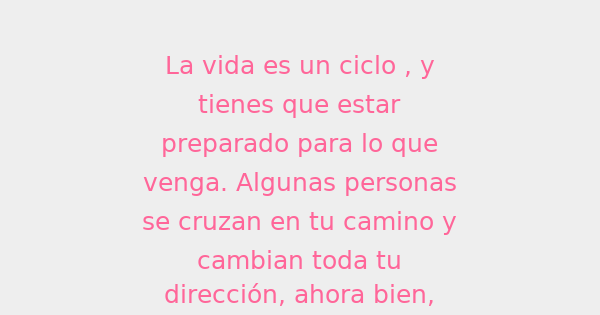 La vida es un ciclo , y
tienes que estar
preparado para lo que
venga. Algunas personas
se cruzan en tu camino y
cambian toda tu
dirección, ahora bien,